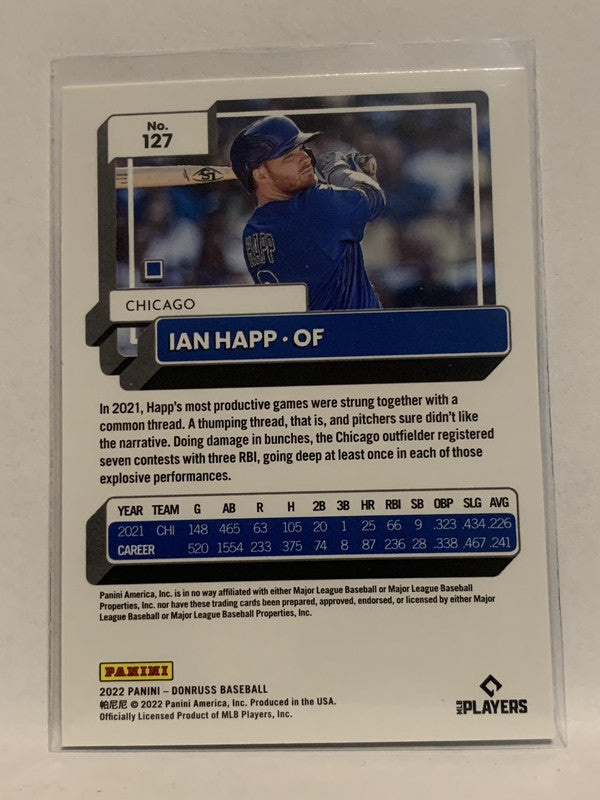 No.
127
HAPP
CHICAGO
IAN HAPP · OF
In 2021, Happ's most productive games were strung together with a
common thread. A thumping thread, that is, and pitchers sure didn't like
the narrative. Doing damage in bunches, the Chicago outfielder registered
seven contests with three RBI, going deep at least once in each of those
explosive performances.
YEAR TEAM G AB R H 2B 3B HR RBI SB OBP SLG AVG
2021 CHI 148 465 63 105 20 1 25 66 9 .323 .434 .226
CAREER 520 1554 233 375 74 8 87 236 28 .338 .467 .241
Panini America, Inc. is in no way affiliated with either Major League Baseball or Major League Baseball
Properties, Inc. nor have these trading cards been prepared, approved, endorsed, or licensed by either Major
League Baseball or Major League Baseball Properties, Inc.
PANINI
2022 PANINI – DONRUSS BASEBALL
帕尼尼 © 2022 Panini America, Inc. Produced in the USA.
Officially Licensed Product of MLB Players, Inc.
MLB PLAYERS